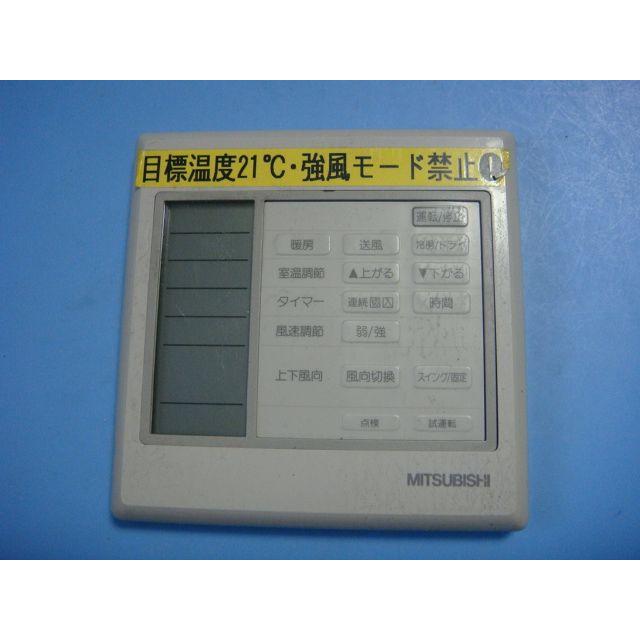 目標温度21℃・強風モード禁止
運転/停止
暖房 送風 冷房/ドライ
室温調節 ▲上がる ▼下がる
タイマー 連続 入 時間
風速調節 弱/強
上下風向 風向切換 スイング/固定
点検 試運転
MITSUBISHI